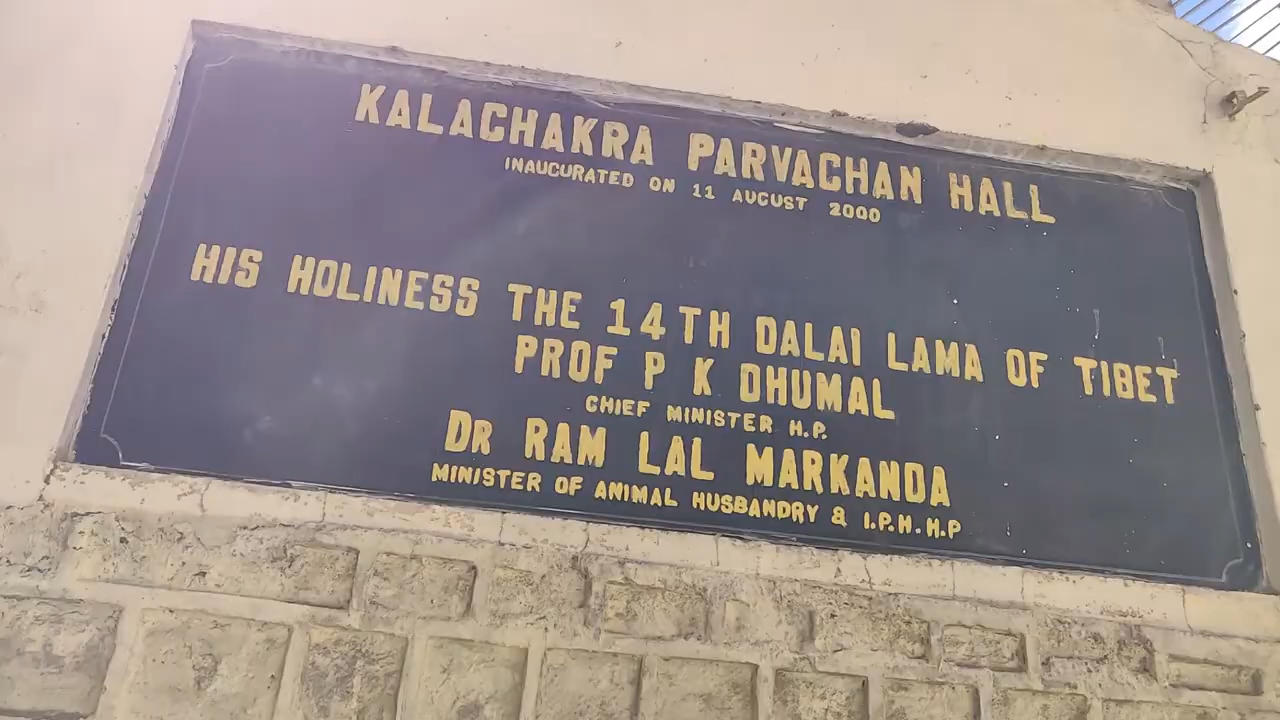 KALACHAKRA PARVACHAN HALL
INAUCURATED ON 11 AUGUST 2000
HIS HOLINESS THE 14TH DALAI LAMA OF TIBET
PROF P K DHUMAL
CHIEF MINISTER H.P.
DR RAM LAL MARKANDA
MINISTER OF ANIMAL HUSBANDRY & I.P.H.H.P